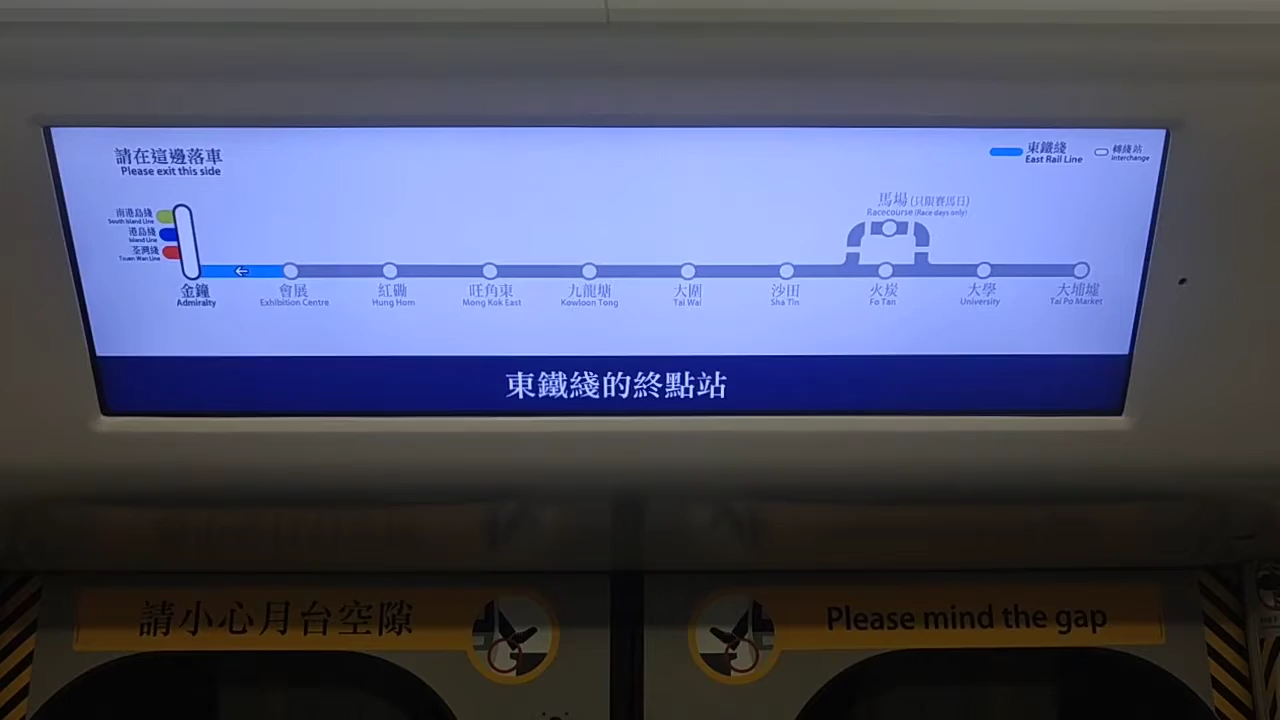 請在這邊落車
Please exit this side
東鐵綫
East Rail Line
轉綫站
Interchange
南港島綫
South Island Line
港島綫
Island Line
荃灣綫
Tsuen Wan Line
馬場 (只限賽馬日)
Racecourse (Race days only)
金鐘
Admiralty
會展
Exhibition Centre
紅磡
Hung Hom
旺角東
Mong Kok East
九龍塘
Kowloon Tong
大圍
Tai Wai
沙田
Sha Tin
火炭
Fo Tan
大學
University
大埔墟
Tai Po Market
東鐵綫的終點站
請小心月台空隙
Please mind the gap